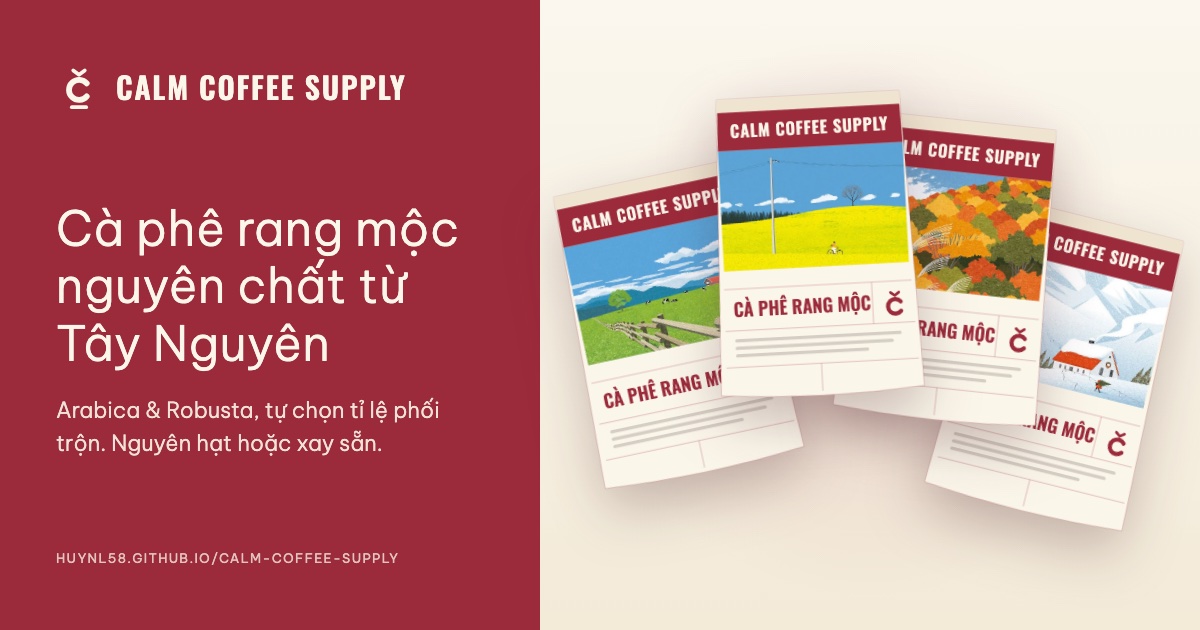 č CALM COFFEE SUPPLY
Cà phê rang mộc
nguyên chất từ
Tây Nguyên
Arabica & Robusta, tự chọn tỉ lệ phối
trộn. Nguyên hạt hoặc xay sẵn.
HUYNL58.GITHUB.IO/CALM-COFFEE-SUPPLY
CALM COFFEE SUPPL
CÀ PHÊ RANG
CALM COFFEE SUPPLY
CÀ PHÊ RANG MỘC č
LM COFFEE SUPPLY
RANG MỘC č
COFFEE SUPPLY
NG MỘC č